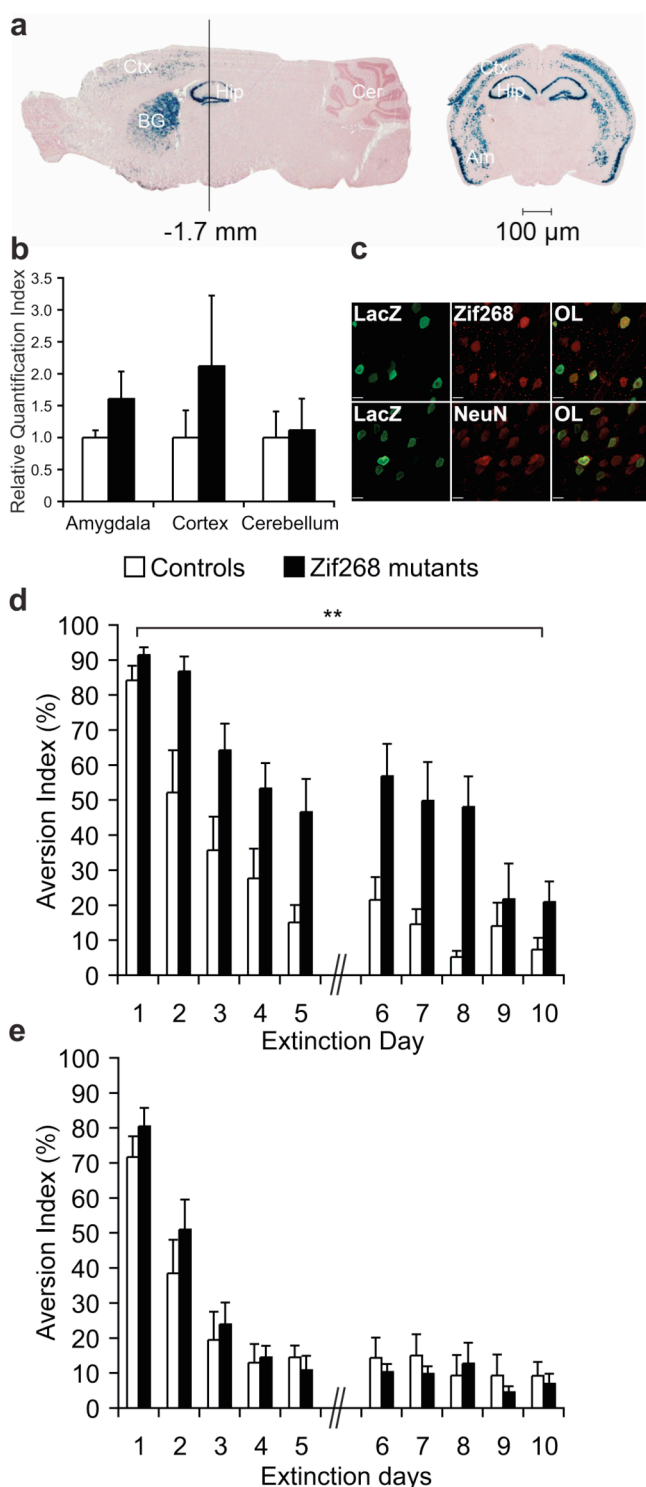 a
Ctx
BG
Hip
Cer
-1.7 mm
Ctx
Hip
Am
100 µm
b
Relative Quantification Index
3.5
3.0
2.5
2.0
1.5
1.0
0.5
0
Amygdala Cortex Cerebellum
c
LacZ Zif268 OL
LacZ NeuN OL
Controls Zif268 mutants
d
**
Aversion Index (%)
100
90
80
70
60
50
40
30
20
10
0
1 2 3 4 5 // 6 7 8 9 10
Extinction Day
e
Aversion Index (%)
100
90
80
70
60
50
40
30
20
10
0
1 2 3 4 5 // 6 7 8 9 10
Extinction days